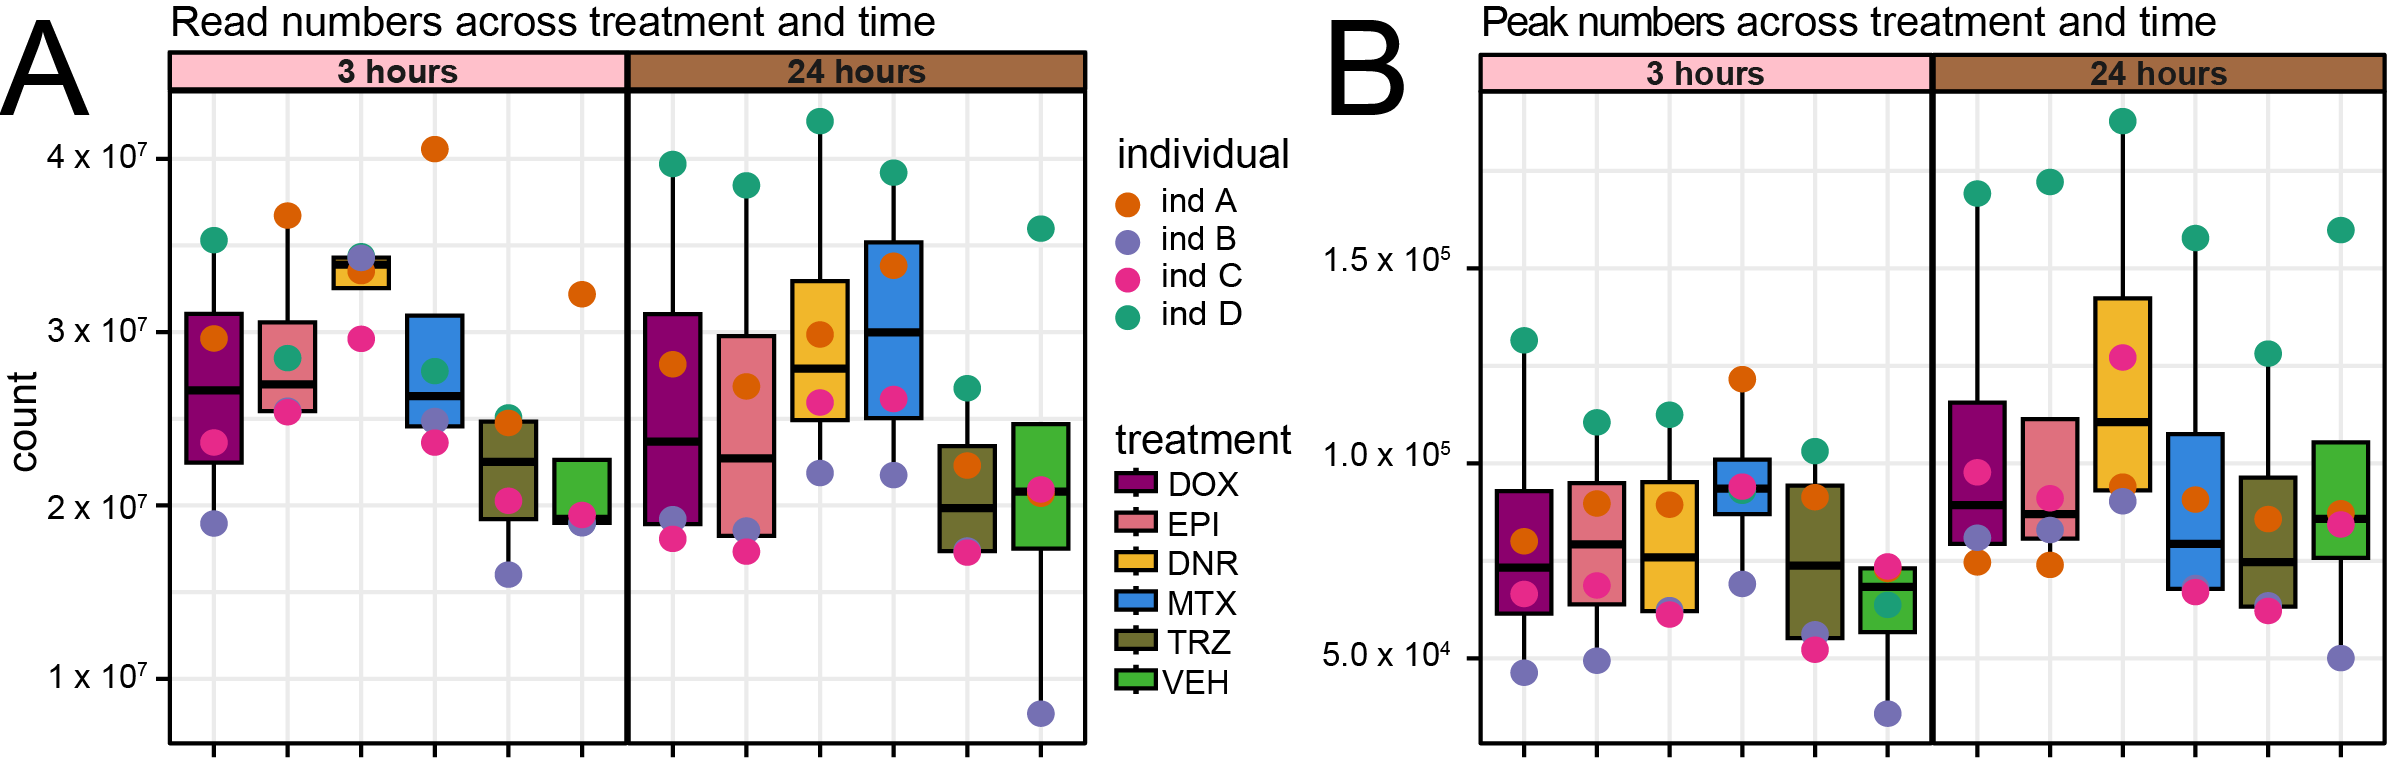 A
Read numbers across treatment and time
3 hours
24 hours
4 x 10⁷
3 x 10⁷
2 x 10⁷
1 x 10⁷
count
individual
ind A
ind B
ind C
ind D
treatment
DOX
EPI
DNR
MTX
TRZ
VEH
B
Peak numbers across treatment and time
3 hours
24 hours
1.5 x 10⁵
1.0 x 10⁵
5.0 x 10⁴